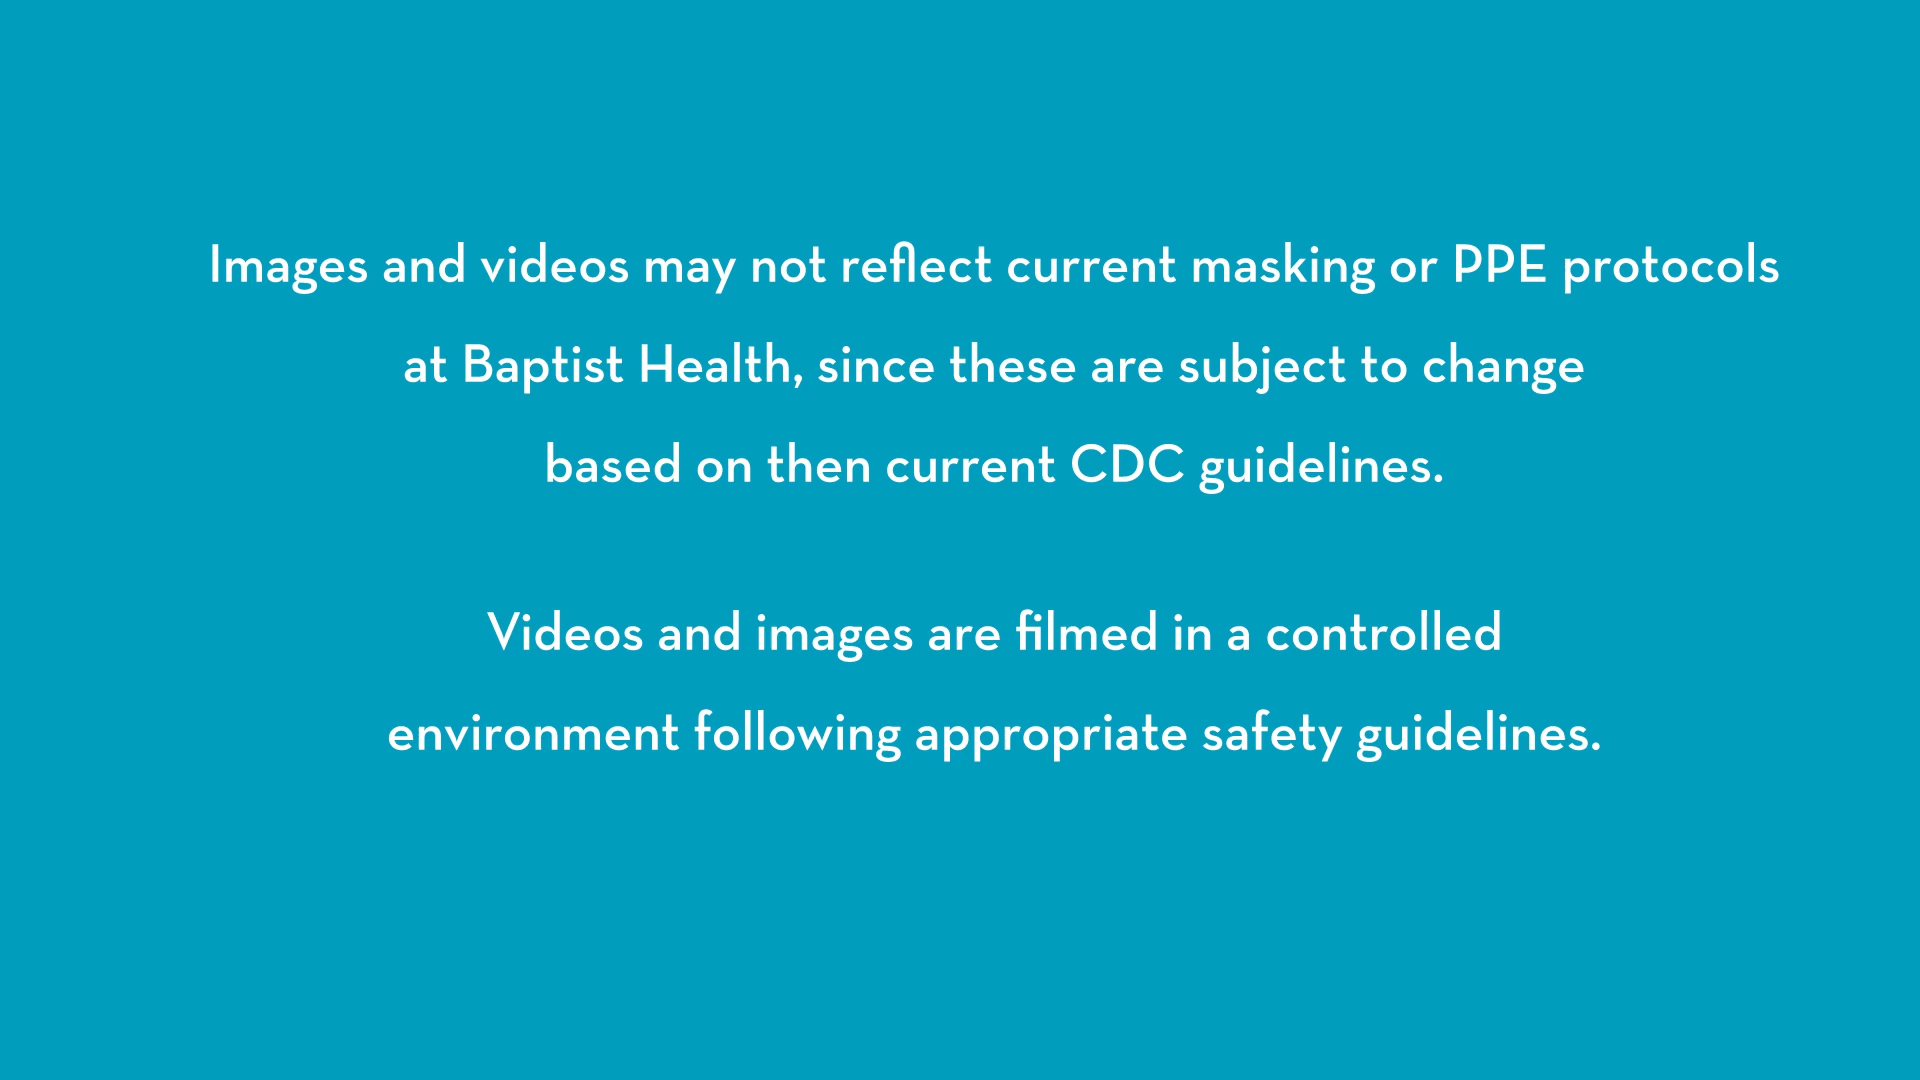 Images and videos may not reflect current masking or PPE protocols
at Baptist Health, since these are subject to change
based on then current CDC guidelines.
Videos and images are filmed in a controlled
environment following appropriate safety guidelines.